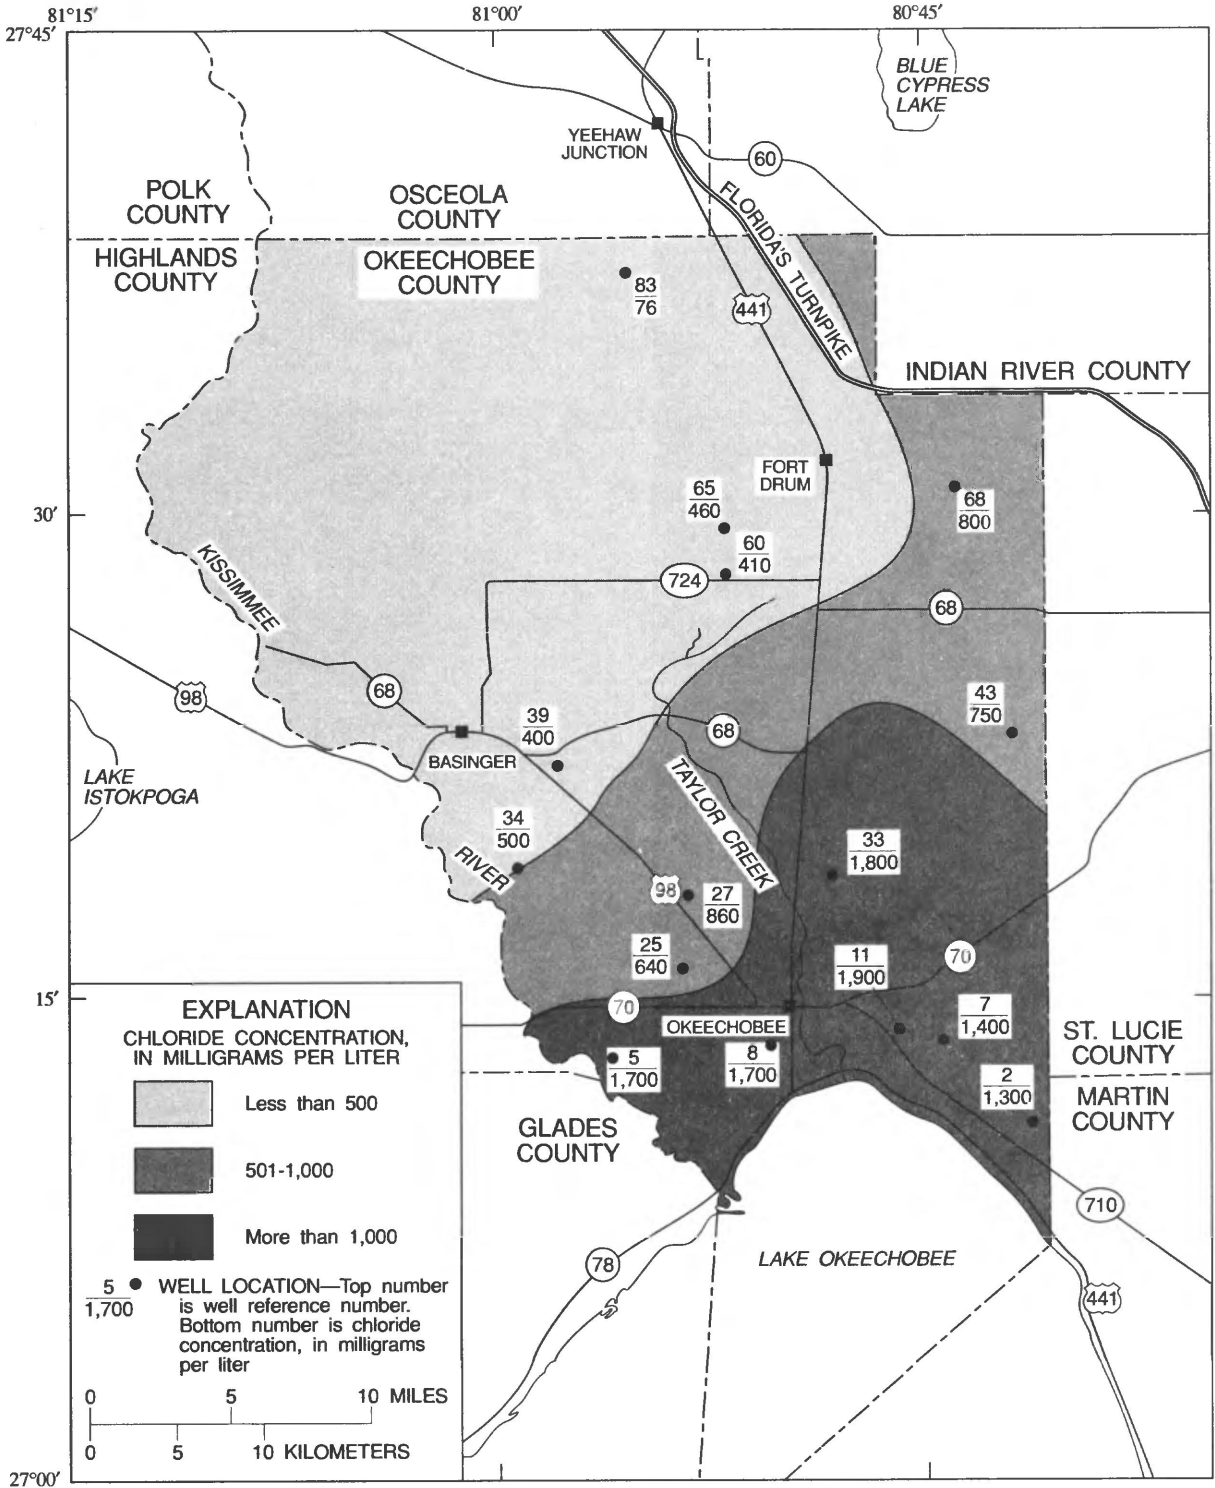 81°15′
81°00′
80°45′
27°45′
BLUE
CYPRESS
LAKE
YEEHAW
JUNCTION
60
POLK
COUNTY
OSCEOLA
COUNTY
FLORIDA'S TURNPIKE
HIGHLANDS
COUNTY
OKEECHOBEE
COUNTY
83
76
441
INDIAN RIVER COUNTY
FORT
DRUM
65
460
68
800
30′
60
410
KISSIMMEE
724
68
98
68
43
750
39
400
68
BASINGER
LAKE
ISTOKPOGA
TAYLOR CREEK
34
500
33
1,800
RIVER
98
27
860
25
640
11
1,900
70
15′
70
OKEECHOBEE
7
1,400
ST. LUCIE
COUNTY
5
1,700
8
1,700
2
1,300
MARTIN
COUNTY
GLADES
COUNTY
710
LAKE OKEECHOBEE
78
441
EXPLANATION
CHLORIDE CONCENTRATION,
IN MILLIGRAMS PER LITER
Less than 500
501-1,000
More than 1,000
5
1,700
WELL LOCATION—Top number
is well reference number.
Bottom number is chloride
concentration, in milligrams
per liter
0 5 10 MILES
0 5 10 KILOMETERS
27°00′